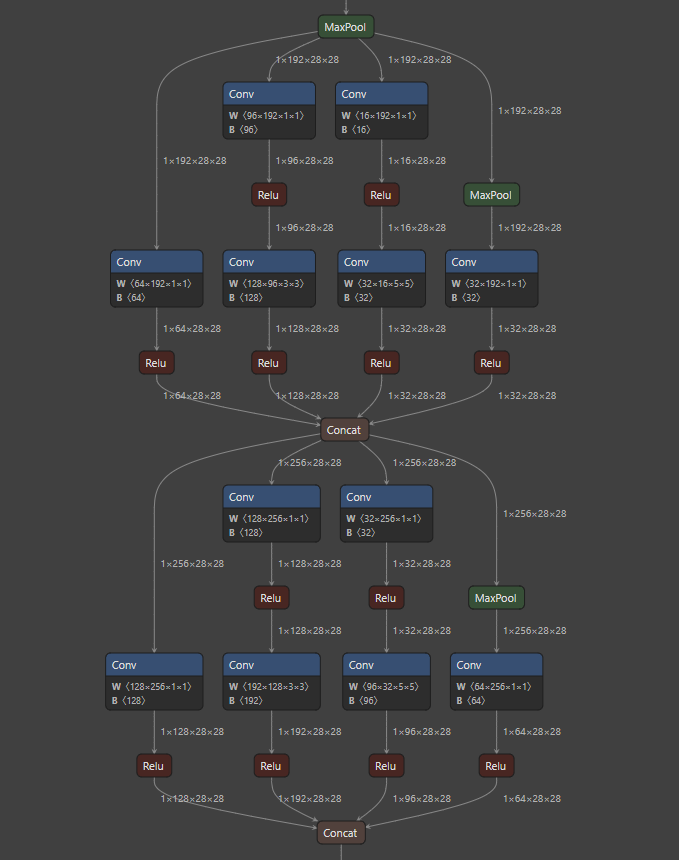 MaxPool
1×192×28×28
1×192×28×28
Conv
Conv
W ⟨96×192×1×1⟩
W ⟨16×192×1×1⟩
1×192×28×28
B ⟨96⟩
B ⟨16⟩
1×192×28×28
1×96×28×28
1×16×28×28
Relu
Relu
MaxPool
1×96×28×28
1×16×28×28
1×192×28×28
Conv
Conv
Conv
Conv
W ⟨64×192×1×1⟩
W ⟨128×96×3×3⟩
W ⟨32×16×5×5⟩
W ⟨32×192×1×1⟩
B ⟨64⟩
B ⟨128⟩
B ⟨32⟩
B ⟨32⟩
1×64×28×28
1×128×28×28
1×32×28×28
1×32×28×28
Relu
Relu
Relu
Relu
1×64×28×28
1×128×28×28
1×32×28×28
1×32×28×28
Concat
1×256×28×28
1×256×28×28
Conv
Conv
W ⟨128×256×1×1⟩
W ⟨32×256×1×1⟩
1×256×28×28
B ⟨128⟩
B ⟨32⟩
1×256×28×28
1×128×28×28
1×32×28×28
Relu
Relu
MaxPool
1×128×28×28
1×32×28×28
1×256×28×28
Conv
Conv
Conv
Conv
W ⟨128×256×1×1⟩
W ⟨192×128×3×3⟩
W ⟨96×32×5×5⟩
W ⟨64×256×1×1⟩
B ⟨128⟩
B ⟨192⟩
B ⟨96⟩
B ⟨64⟩
1×128×28×28
1×192×28×28
1×96×28×28
1×64×28×28
Relu
Relu
Relu
Relu
1×128×28×28
1×192×28×28
1×96×28×28
1×64×28×28
Concat